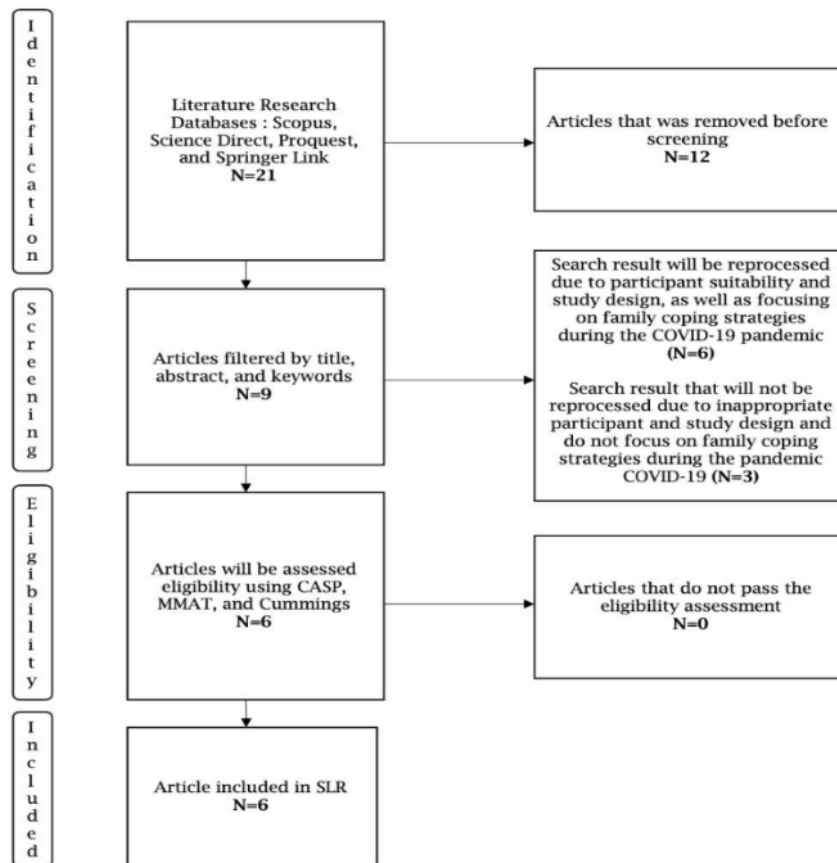 Identification
Literature Research
Databases : Scopus,
Science Direct, Proquest,
and Springer Link
N=21
Articles that was removed before
screening
N=12
Screening
Articles filtered by title,
abstract, and keywords
N=9
Search result will be reprocessed
due to participant suitability and
study design, as well as focusing
on family coping strategies
during the COVID-19 pandemic
(N=6)
Search result that will not be
reprocessed due to inappropriate
participant and study design and
do not focus on family coping
strategies during the pandemic
COVID-19 (N=3)
Eligibility
Articles will be assessed
eligibility using CASP,
MMAT, and Cummings
N=6
Articles that do not pass the
eligibility assessment
N=0
Included
Article included in SLR
N=6